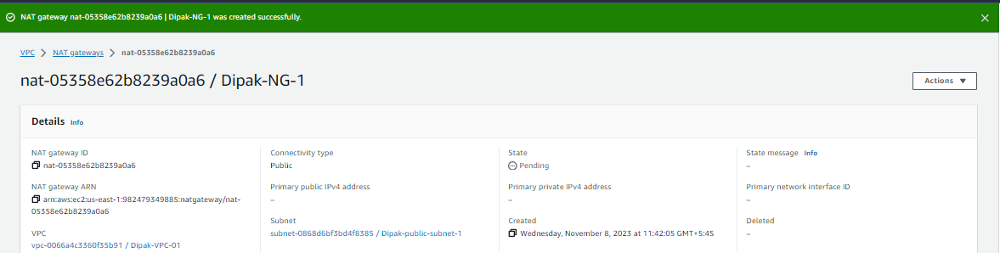 NAT gateway nat-05358e62b8239a0a6 | Dipak-NG-1 was created successfully.
VPC > NAT gateways > nat-05358e62b8239a0a6
nat-05358e62b8239a0a6 / Dipak-NG-1
Actions
Details Info
NAT gateway ID
nat-05358e62b8239a0a6
Connectivity type
Public
State
Pending
State message Info
–
NAT gateway ARN
arn:aws:ec2:us-east-1:982479349885:natgateway/nat-
05358e62b8239a0a6
Primary public IPv4 address
–
Primary private IPv4 address
–
Primary network interface ID
–
VPC
vpc-0066a4c3360f35b91 / Dipak-VPC-01
Subnet
subnet-0868d6bf3bd4f8385 / Dipak-public-subnet-1
Created
Wednesday, November 8, 2023 at 11:42:05 GMT+5:45
Deleted
–